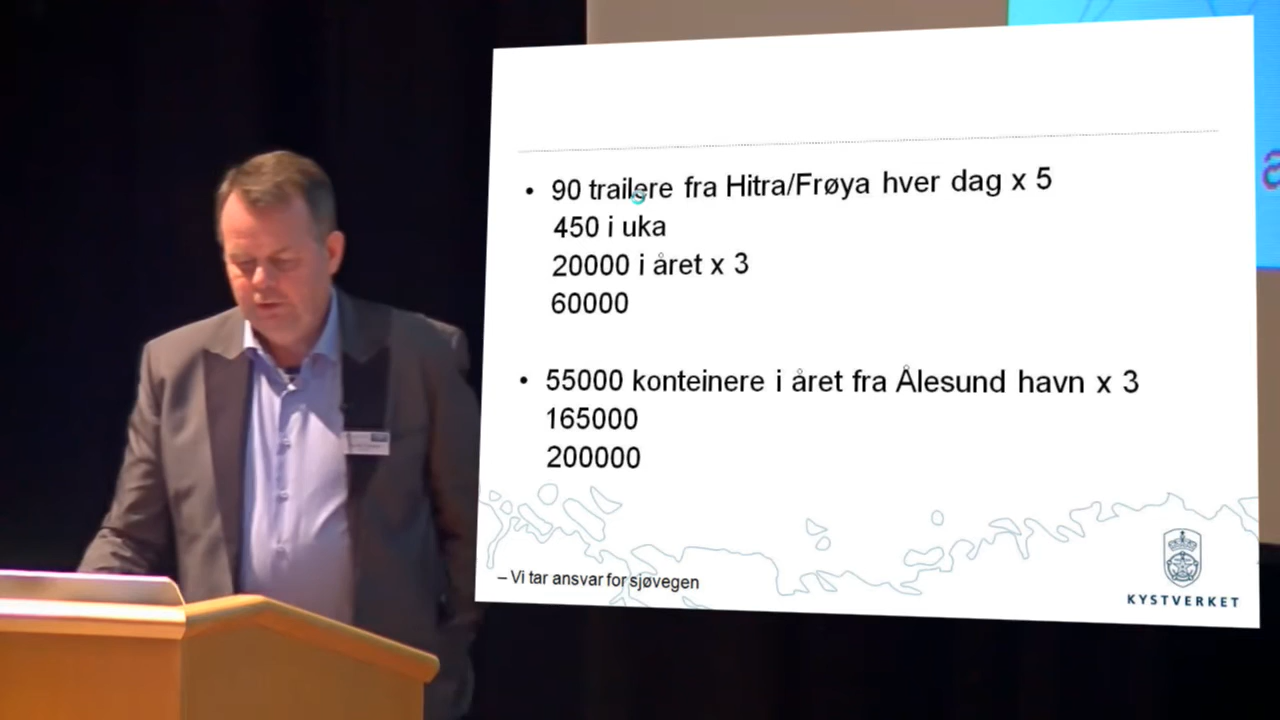 • 90 trailere fra Hitra/Frøya hver dag x 5
450 i uka
20000 i året x 3
60000
• 55000 konteinere i året fra Ålesund havn x 3
165000
200000
– Vi tar ansvar for sjøvegen
KYSTVERKET